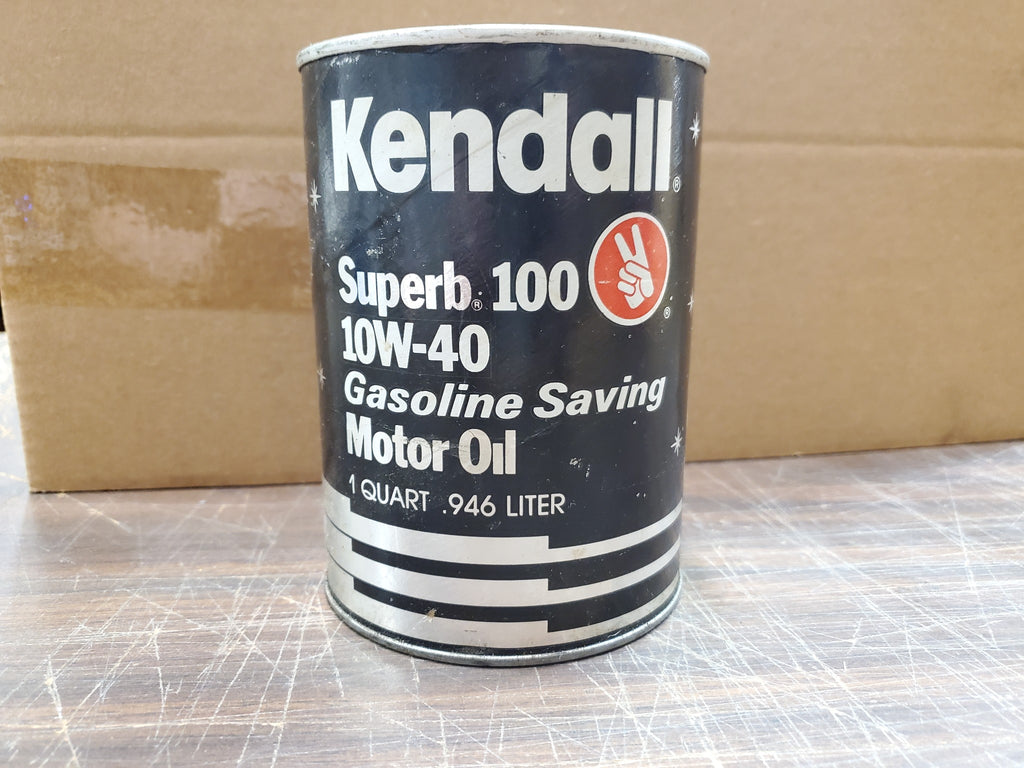 Kendall®
Superb® 100
®
10W-40
Gasoline Saving
Motor Oil
1 QUART .946 LITER